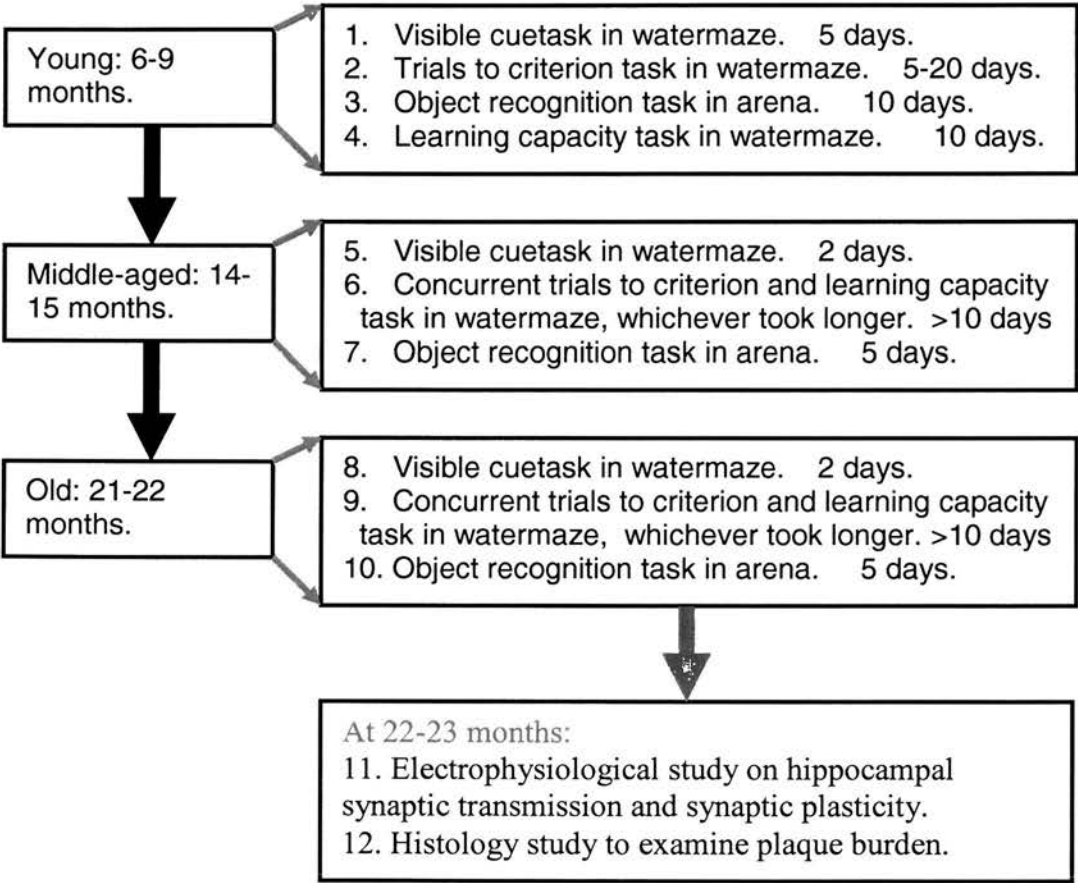 Young: 6-9
months.
1. Visible cuetask in watermaze. 5 days.
2. Trials to criterion task in watermaze. 5-20 days.
3. Object recognition task in arena. 10 days.
4. Learning capacity task in watermaze. 10 days.
Middle-aged: 14-
15 months.
5. Visible cuetask in watermaze. 2 days.
6. Concurrent trials to criterion and learning capacity
task in watermaze, whichever took longer. >10 days
7. Object recognition task in arena. 5 days.
Old: 21-22
months.
8. Visible cuetask in watermaze. 2 days.
9. Concurrent trials to criterion and learning capacity
task in watermaze, whichever took longer. >10 days
10. Object recognition task in arena. 5 days.
At 22-23 months:
11. Electrophysiological study on hippocampal
synaptic transmission and synaptic plasticity.
12. Histology study to examine plaque burden.